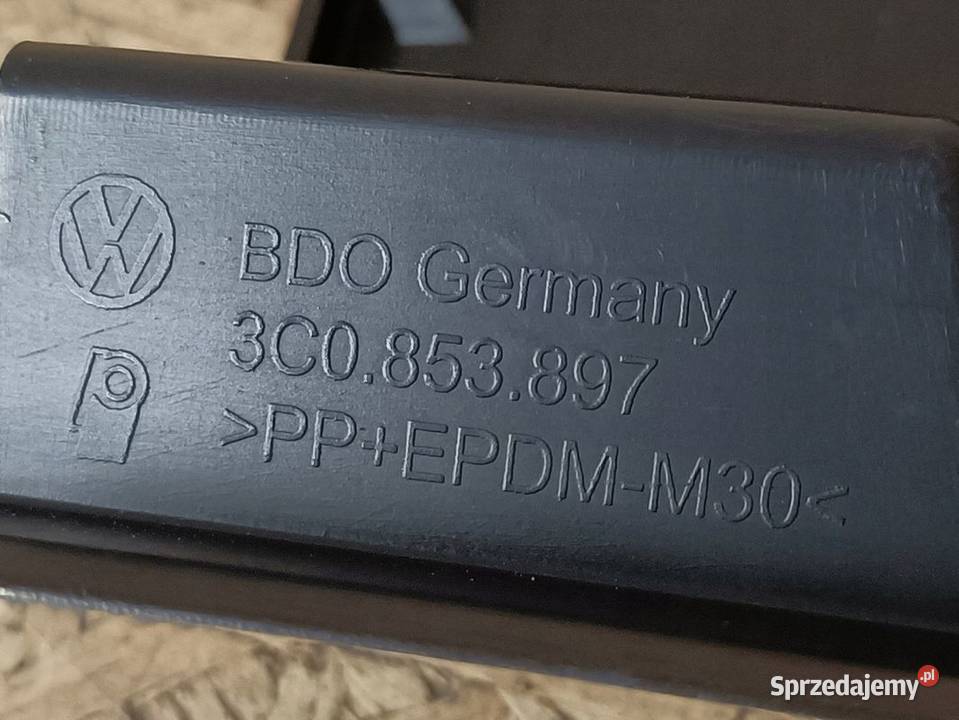 BDO Germany
3C0.853.897
>PP+EPDM-M30<
Sprzedajemy.pl